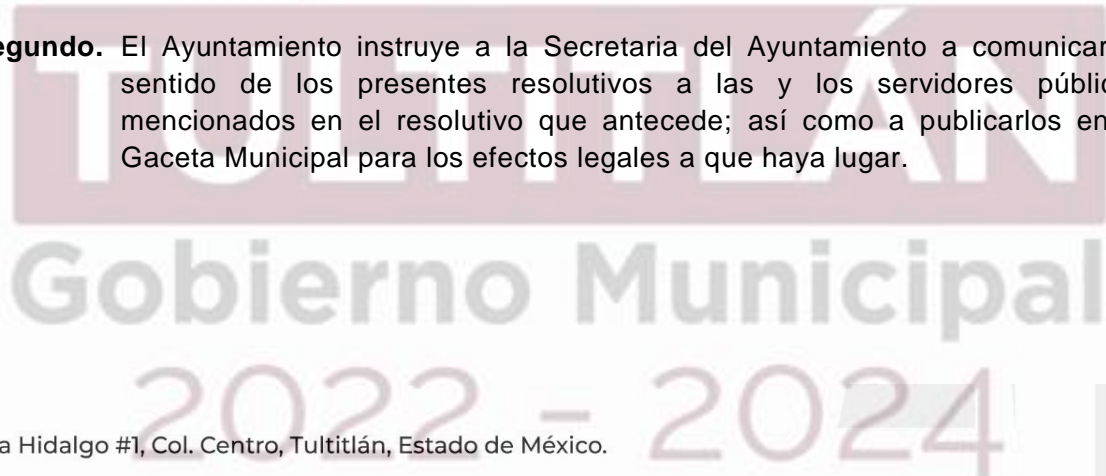 egundo. El Ayuntamiento instruye a la Secretaria del Ayuntamiento a comunicar
sentido de los presentes resolutivos a las y los servidores públic
mencionados en el resolutivo que antecede; así como a publicarlos en
Gaceta Municipal para los efectos legales a que haya lugar.
TULTITLÁN
Gobierno Municipal
2022 - 2024
a Hidalgo #1, Col. Centro, Tultitlán, Estado de México.